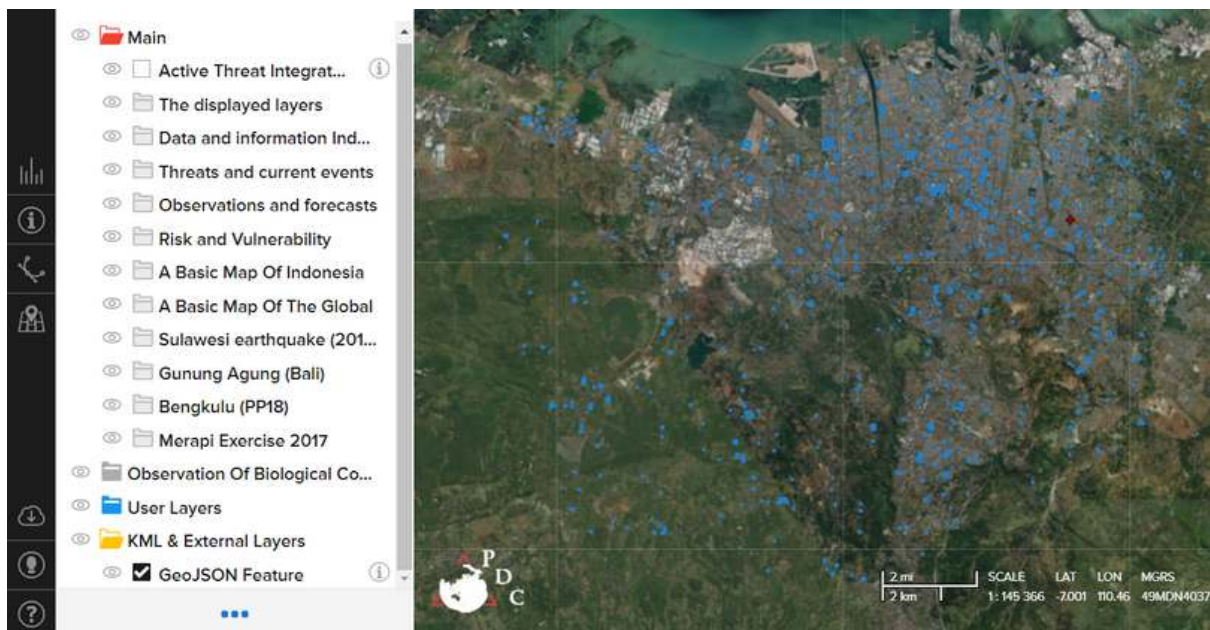 Main
Active Threat Integrat...
The displayed layers
Data and information Ind...
Threats and current events
Observations and forecasts
Risk and Vulnerability
A Basic Map Of Indonesia
A Basic Map Of The Global
Sulawesi earthquake (201...
Gunung Agung (Bali)
Bengkulu (PP18)
Merapi Exercise 2017
Observation Of Biological Co...
User Layers
KML & External Layers
GeoJSON Feature
P
D
C
2 mi
2 km
SCALE LAT LON MGRS
1: 145 366 -7.001 110.46 49MDN4037